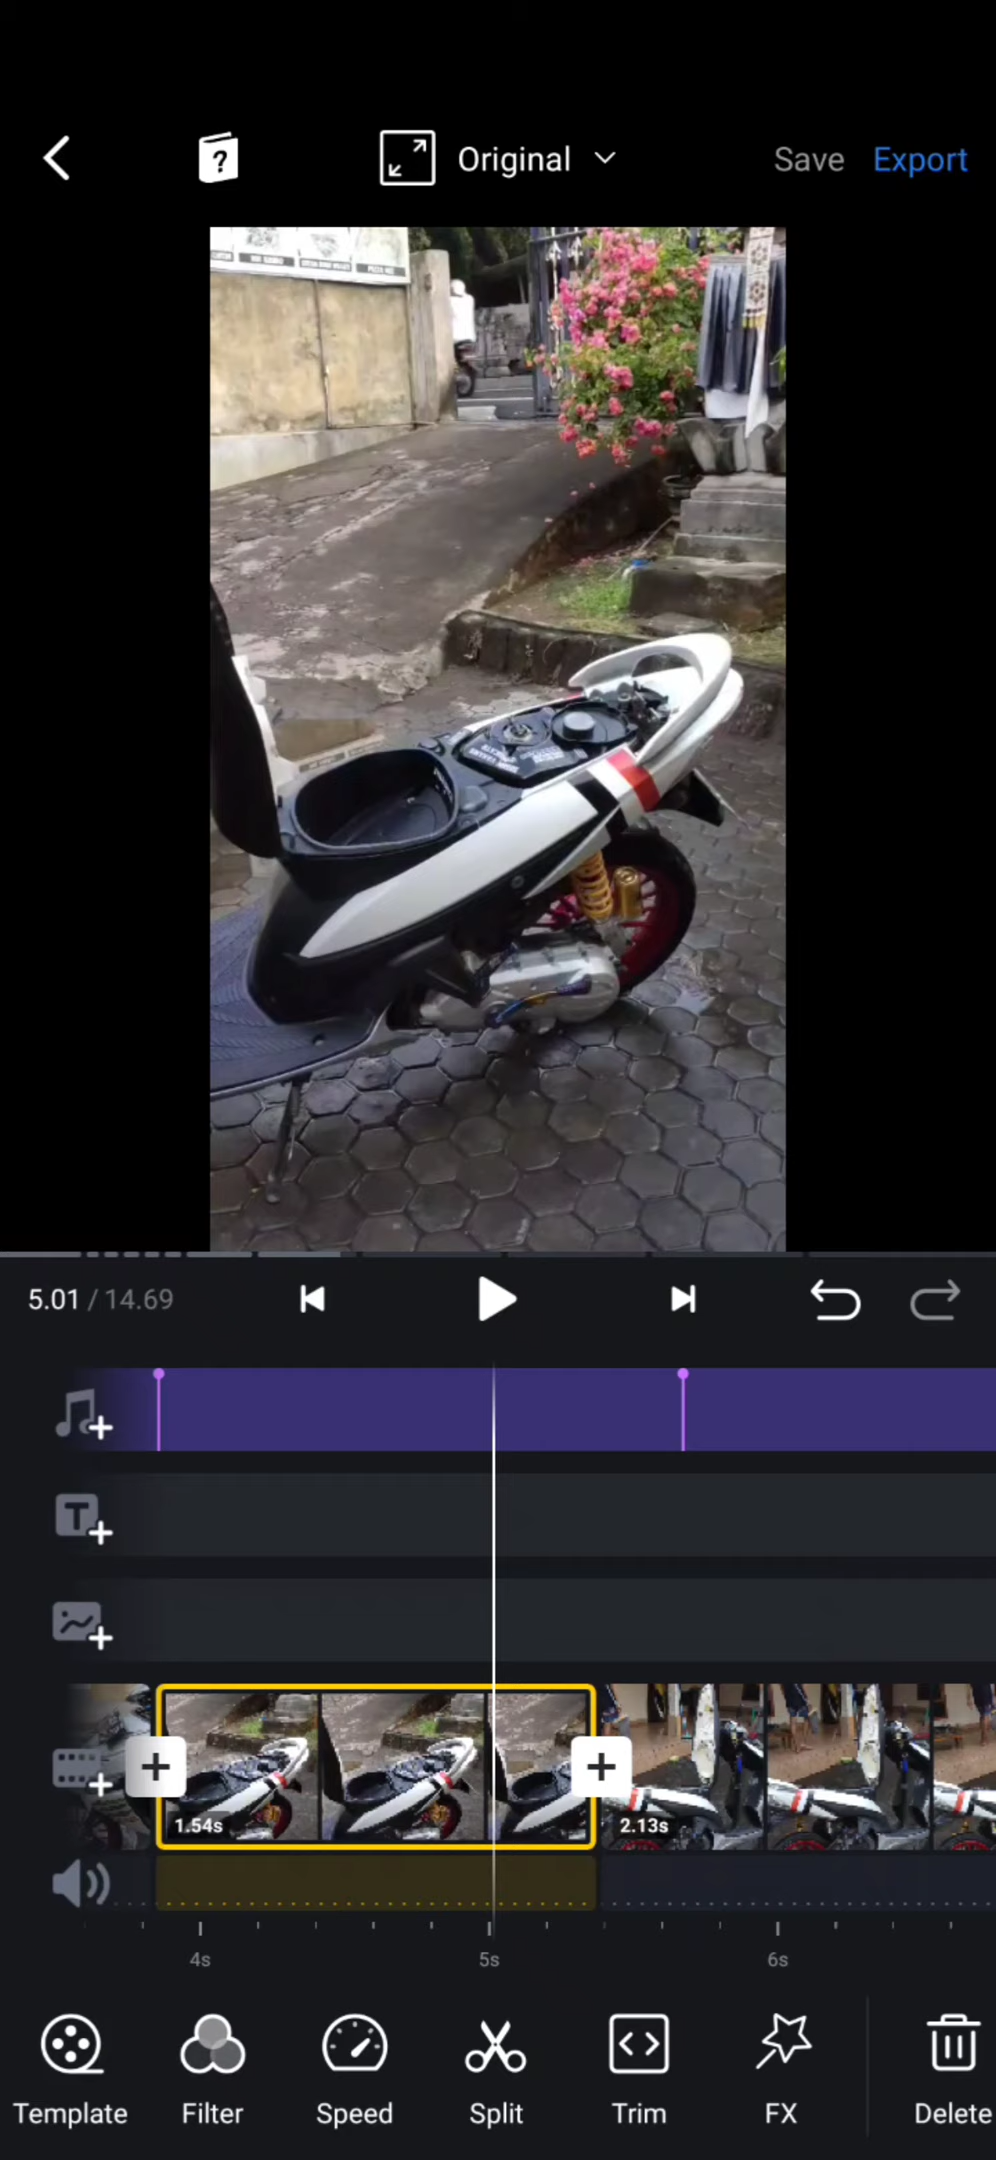 ?
Original
Save
Export
5.01 / 14.69
T
1.54s
2.13s
4s
5s
6s
Template
Filter
Speed
Split
Trim
FX
Delete